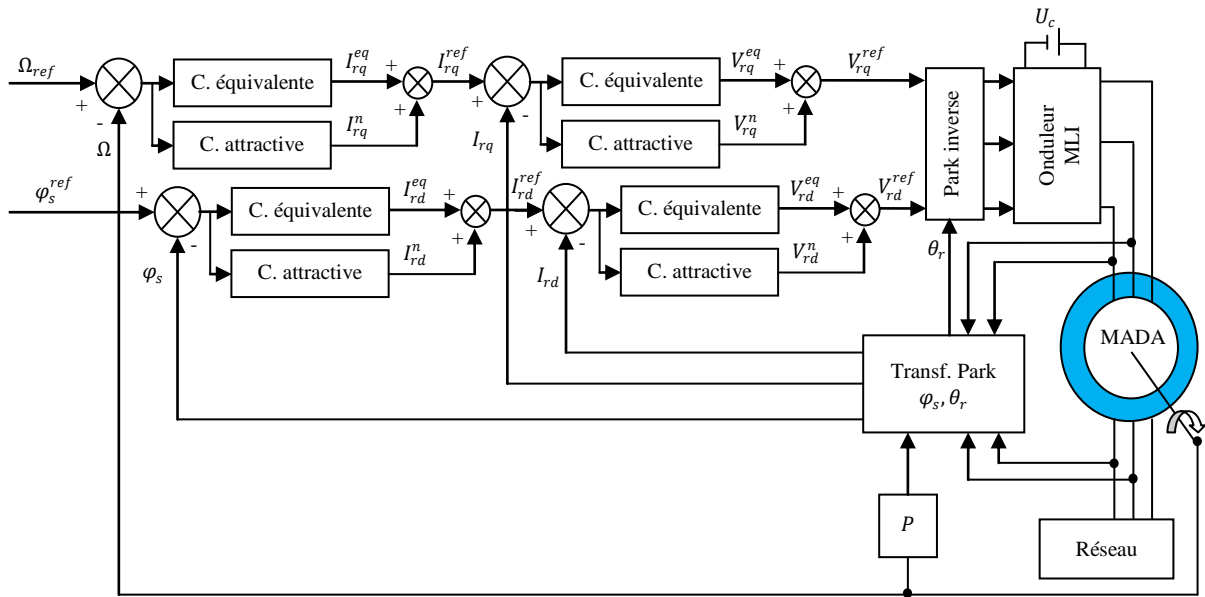 U_c
Ω_ref
+
-
Ω
C. équivalente
I_rq^eq
+
C. attractive
I_rq^n
+
I_rq^ref
+
-
I_rq
C. équivalente
V_rq^eq
+
C. attractive
V_rq^n
+
V_rq^ref
Park inverse
Onduleur
MLI
φ_s^ref
+
-
φ_s
C. équivalente
I_rd^eq
+
C. attractive
I_rd^n
+
I_rd^ref
+
-
I_rd
C. équivalente
V_rd^eq
+
C. attractive
V_rd^n
+
V_rd^ref
θ_r
MADA
Transf. Park
φ_s, θ_r
P
Réseau